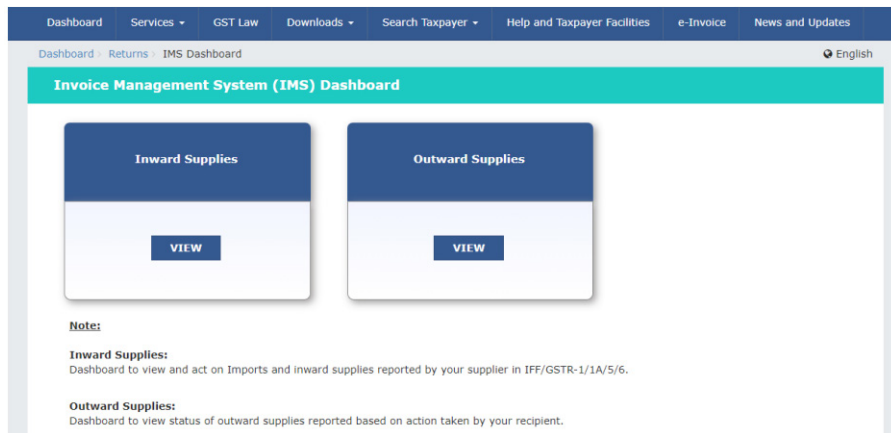 Dashboard Services GST Law Downloads Search Taxpayer Help and Taxpayer Facilities e-Invoice News and Updates
Dashboard › Returns › IMS Dashboard English
Invoice Management System (IMS) Dashboard
Inward Supplies Outward Supplies
VIEW VIEW
Note:
Inward Supplies:
Dashboard to view and act on Imports and inward supplies reported by your supplier in IFF/GSTR-1/1A/5/6.
Outward Supplies:
Dashboard to view status of outward supplies reported based on action taken by your recipient.